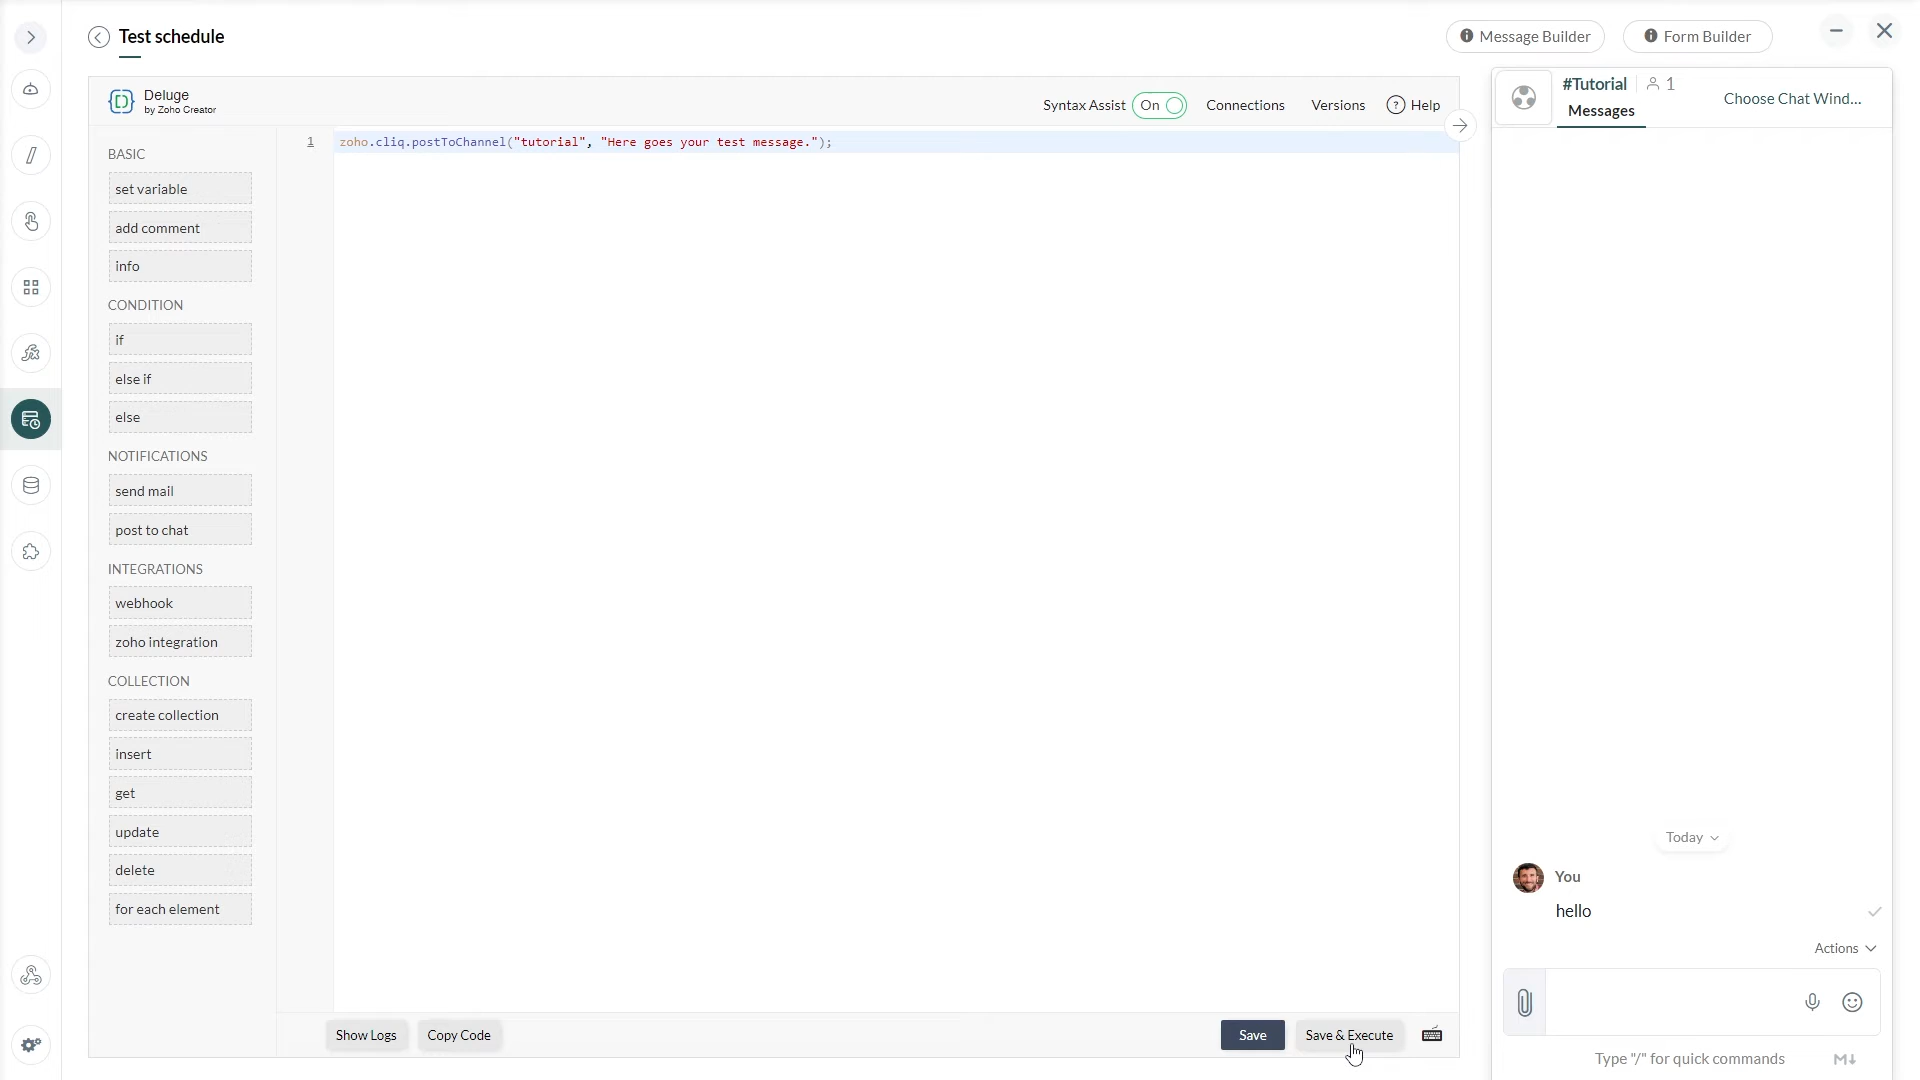 Test schedule
Message Builder
Form Builder
Deluge
by Zoho Creator
Syntax Assist On Connections Versions Help
#Tutorial 1
Messages
Choose Chat Wind...
BASIC
set variable
add comment
info
CONDITION
if
else if
else
NOTIFICATIONS
send mail
post to chat
INTEGRATIONS
webhook
zoho integration
COLLECTION
create collection
insert
get
update
delete
for each element
1 zoho.cliq.postToChannel("tutorial", "Here goes your test message.");
Show Logs Copy Code Save Save & Execute
Today
You
hello
Actions
Type "/" for quick commands M↓